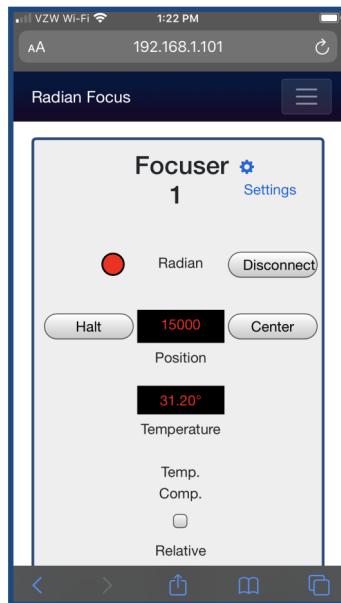 VZW Wi-Fi 1:22 PM
AA 192.168.1.101
Radian Focus
Focuser
1
Settings
Radian Disconnect
Halt 15000 Center
Position
31.20°
Temperature
Temp.
Comp.
Relative